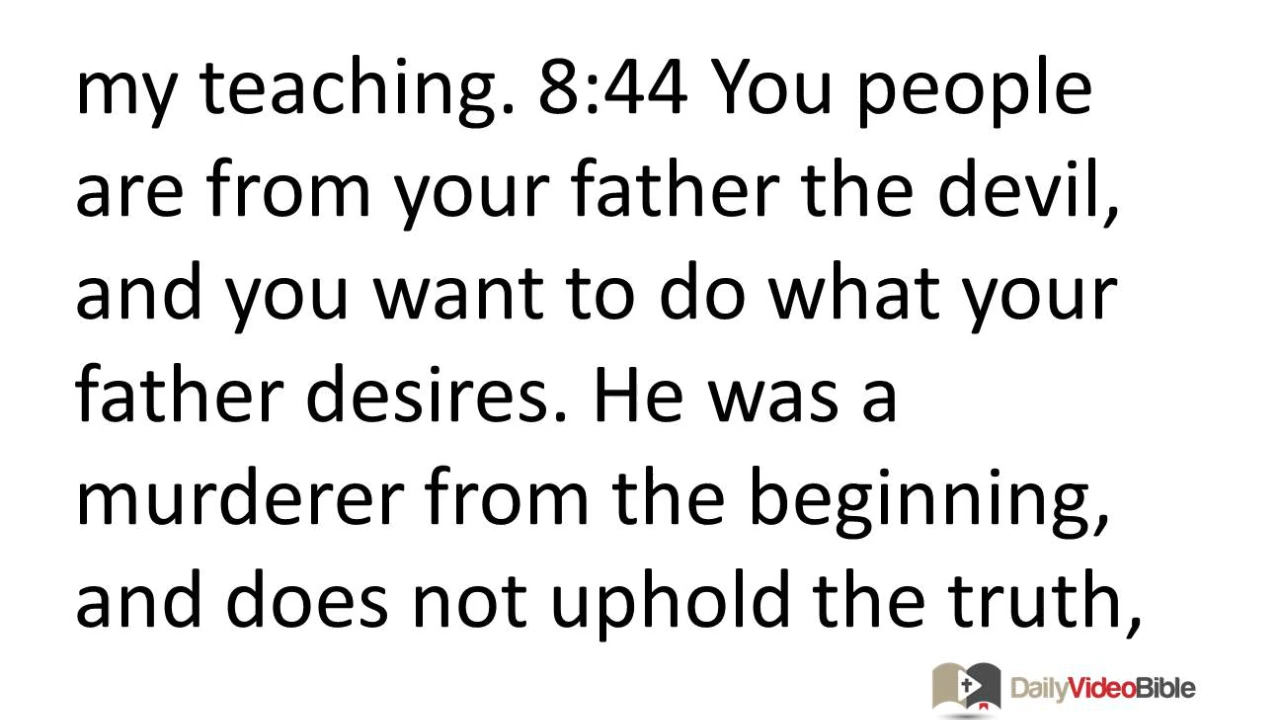 my teaching. 8:44 You people
are from your father the devil,
and you want to do what your
father desires. He was a
murderer from the beginning,
and does not uphold the truth,
DailyVideoBible